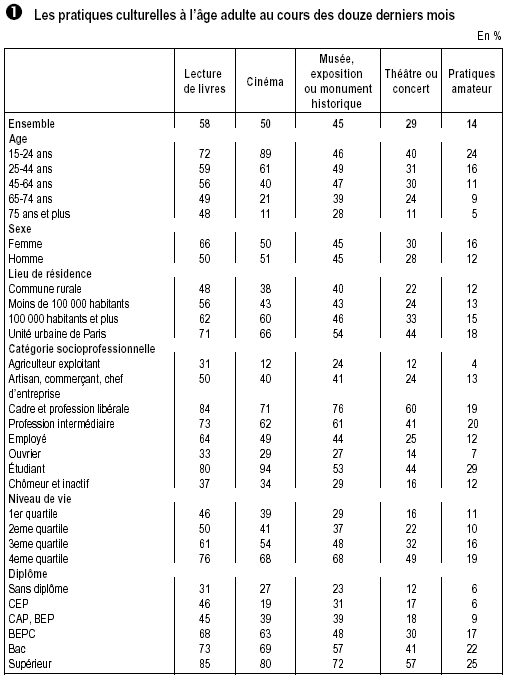 1 Les pratiques culturelles à l'âge adulte au cours des douze derniers mois
En %
Lecture de livres Cinéma Musée, exposition ou monument historique Théâtre ou concert Pratiques amateur
Ensemble 58 50 45 29 14
Age
15-24 ans 72 89 46 40 24
25-44 ans 59 61 49 31 16
45-64 ans 56 40 47 30 11
65-74 ans 49 21 39 24 9
75 ans et plus 48 11 28 11 5
Sexe
Femme 66 50 45 30 16
Homme 50 51 45 28 12
Lieu de résidence
Commune rurale 48 38 40 22 12
Moins de 100 000 habitants 56 43 43 24 13
100 000 habitants et plus 62 60 46 33 15
Unité urbaine de Paris 71 66 54 44 18
Catégorie socioprofessionnelle
Agriculteur exploitant 31 12 24 12 4
Artisan, commerçant, chef 50 40 41 24 13
d'entreprise
Cadre et profession libérale 84 71 76 60 19
Profession intermédiaire 73 62 61 41 20
Employé 64 49 44 25 12
Ouvrier 33 29 27 14 7
Étudiant 80 94 53 44 29
Chômeur et inactif 37 34 29 16 12
Niveau de vie
1er quartile 46 39 29 16 11
2eme quartile 50 41 37 22 10
3eme quartile 61 54 48 32 16
4eme quartile 76 68 68 49 19
Diplôme
Sans diplôme 31 27 23 12 6
CEP 46 19 31 17 6
CAP, BEP 45 39 39 18 9
BEPC 68 63 48 30 17
Bac 73 69 57 41 22
Supérieur 85 80 72 57 25